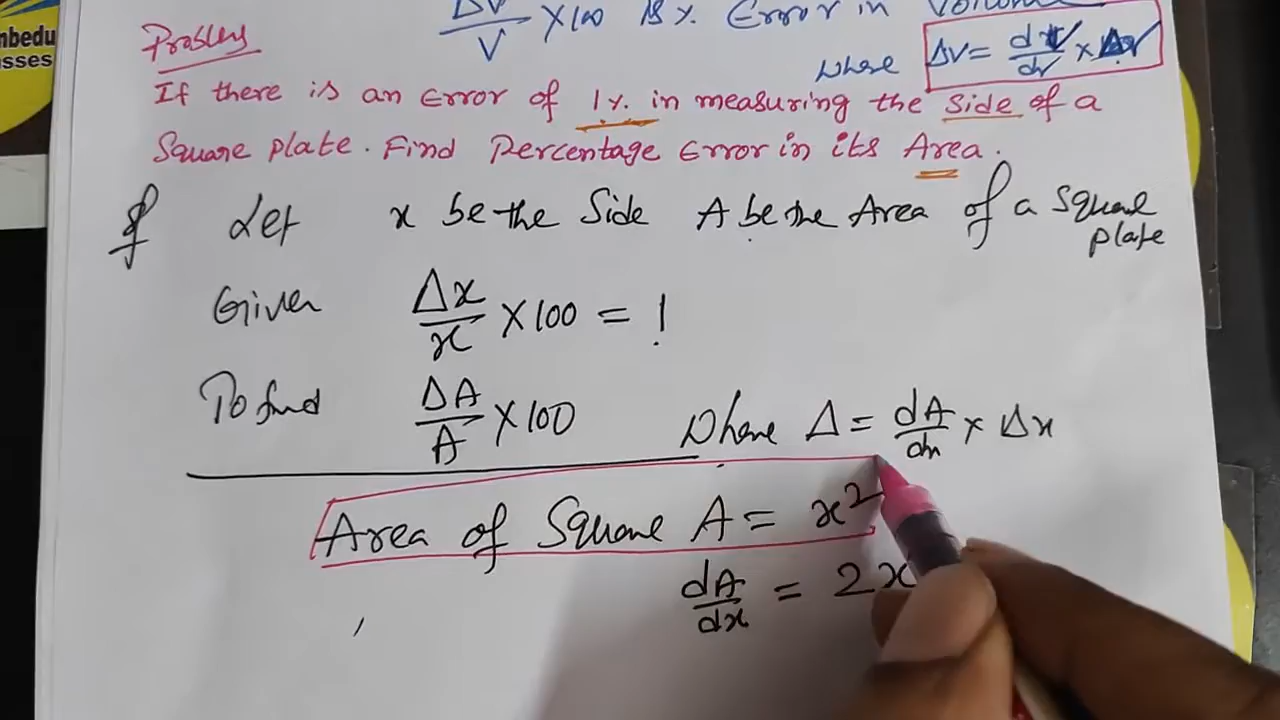 nbedu
sses
ΔV/V × 100 is %. Error in Volume
Where ΔV = dV/dr × Δr
Problem
If there is an Error of 1%. in measuring the side of a
Square plate. Find Percentage Error in its Area.
Let x be the Side A be the Area of a Square
plate
Given Δx/x × 100 = 1
To find ΔA/A × 100 Where Δ = dA/dx × Δx
Area of Square A = x²
dA/dx = 2x